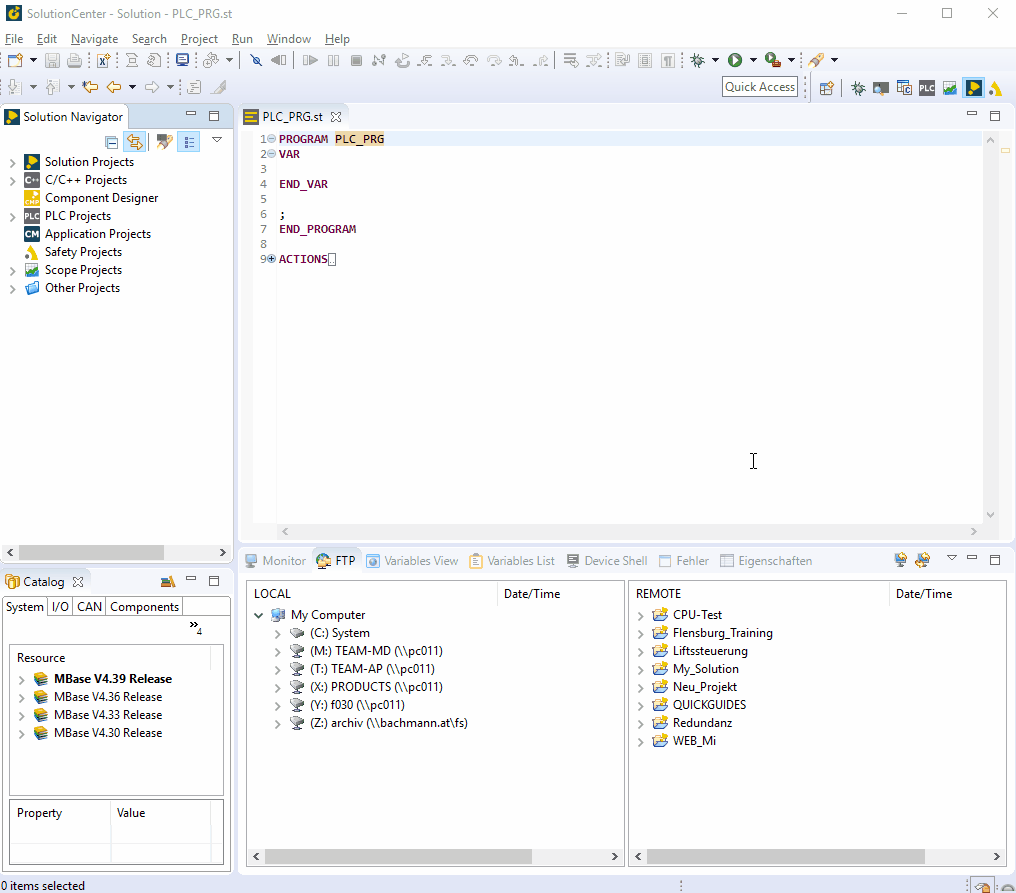 SolutionCenter - Solution - PLC_PRG.st
File Edit Navigate Search Project Run Window Help
Quick Access
PLC
Solution Navigator
Solution Projects
C++ C/C++ Projects
CMP Component Designer
PLC PLC Projects
CM Application Projects
Safety Projects
Scope Projects
Other Projects
PLC_PRG.st
1 PROGRAM PLC_PRG
2 VAR
3
4 END_VAR
5
6 ;
7 END_PROGRAM
8
9 ACTIONS
Catalog
System I/O CAN Components
4
Resource
MBase V4.39 Release
MBase V4.36 Release
MBase V4.33 Release
MBase V4.30 Release
Property Value
Monitor FTP Variables View Variables List Device Shell Fehler Eigenschaften
LOCAL Date/Time
My Computer
(C:) System
(M:) TEAM-MD (\\pc011)
(T:) TEAM-AP (\\pc011)
(X:) PRODUCTS (\\pc011)
(Y:) f030 (\\pc011)
(Z:) archiv (\\bachmann.at\fs)
REMOTE Date/Time
CPU-Test
Flensburg_Training
Liftssteuerung
My_Solution
Neu_Projekt
QUICKGUIDES
Redundanz
WEB_Mi
0 items selected